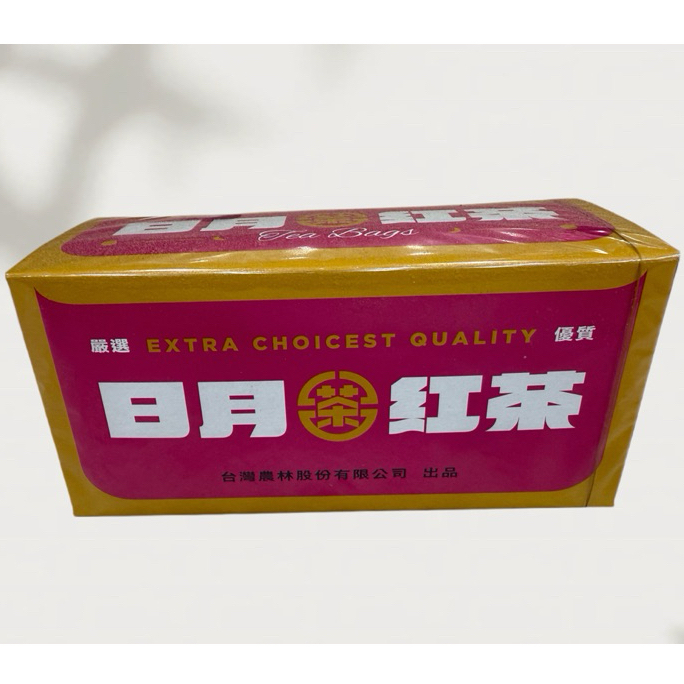 日月 茶 紅茶
Tea Bags
嚴選 EXTRA CHOICEST QUALITY 優質
日月 茶 紅茶
台灣農林股份有限公司 出品